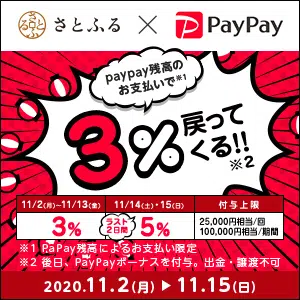 さとふる
さとふる × PayPay
paypay残高の
お支払いで※1
3%戻って
くる!!
※2
11/2(月)~11/13(金) 11/14(土)・15(日) 付与上限
3% ラスト2日間 5% 25,000円相当/回
100,000円相当/期間
※1 PaPay残高によるお支払い限定
※2 後日、PayPayボーナスを付与。出金・譲渡不可
2020.11.2(月) ▶ 11.15(日)